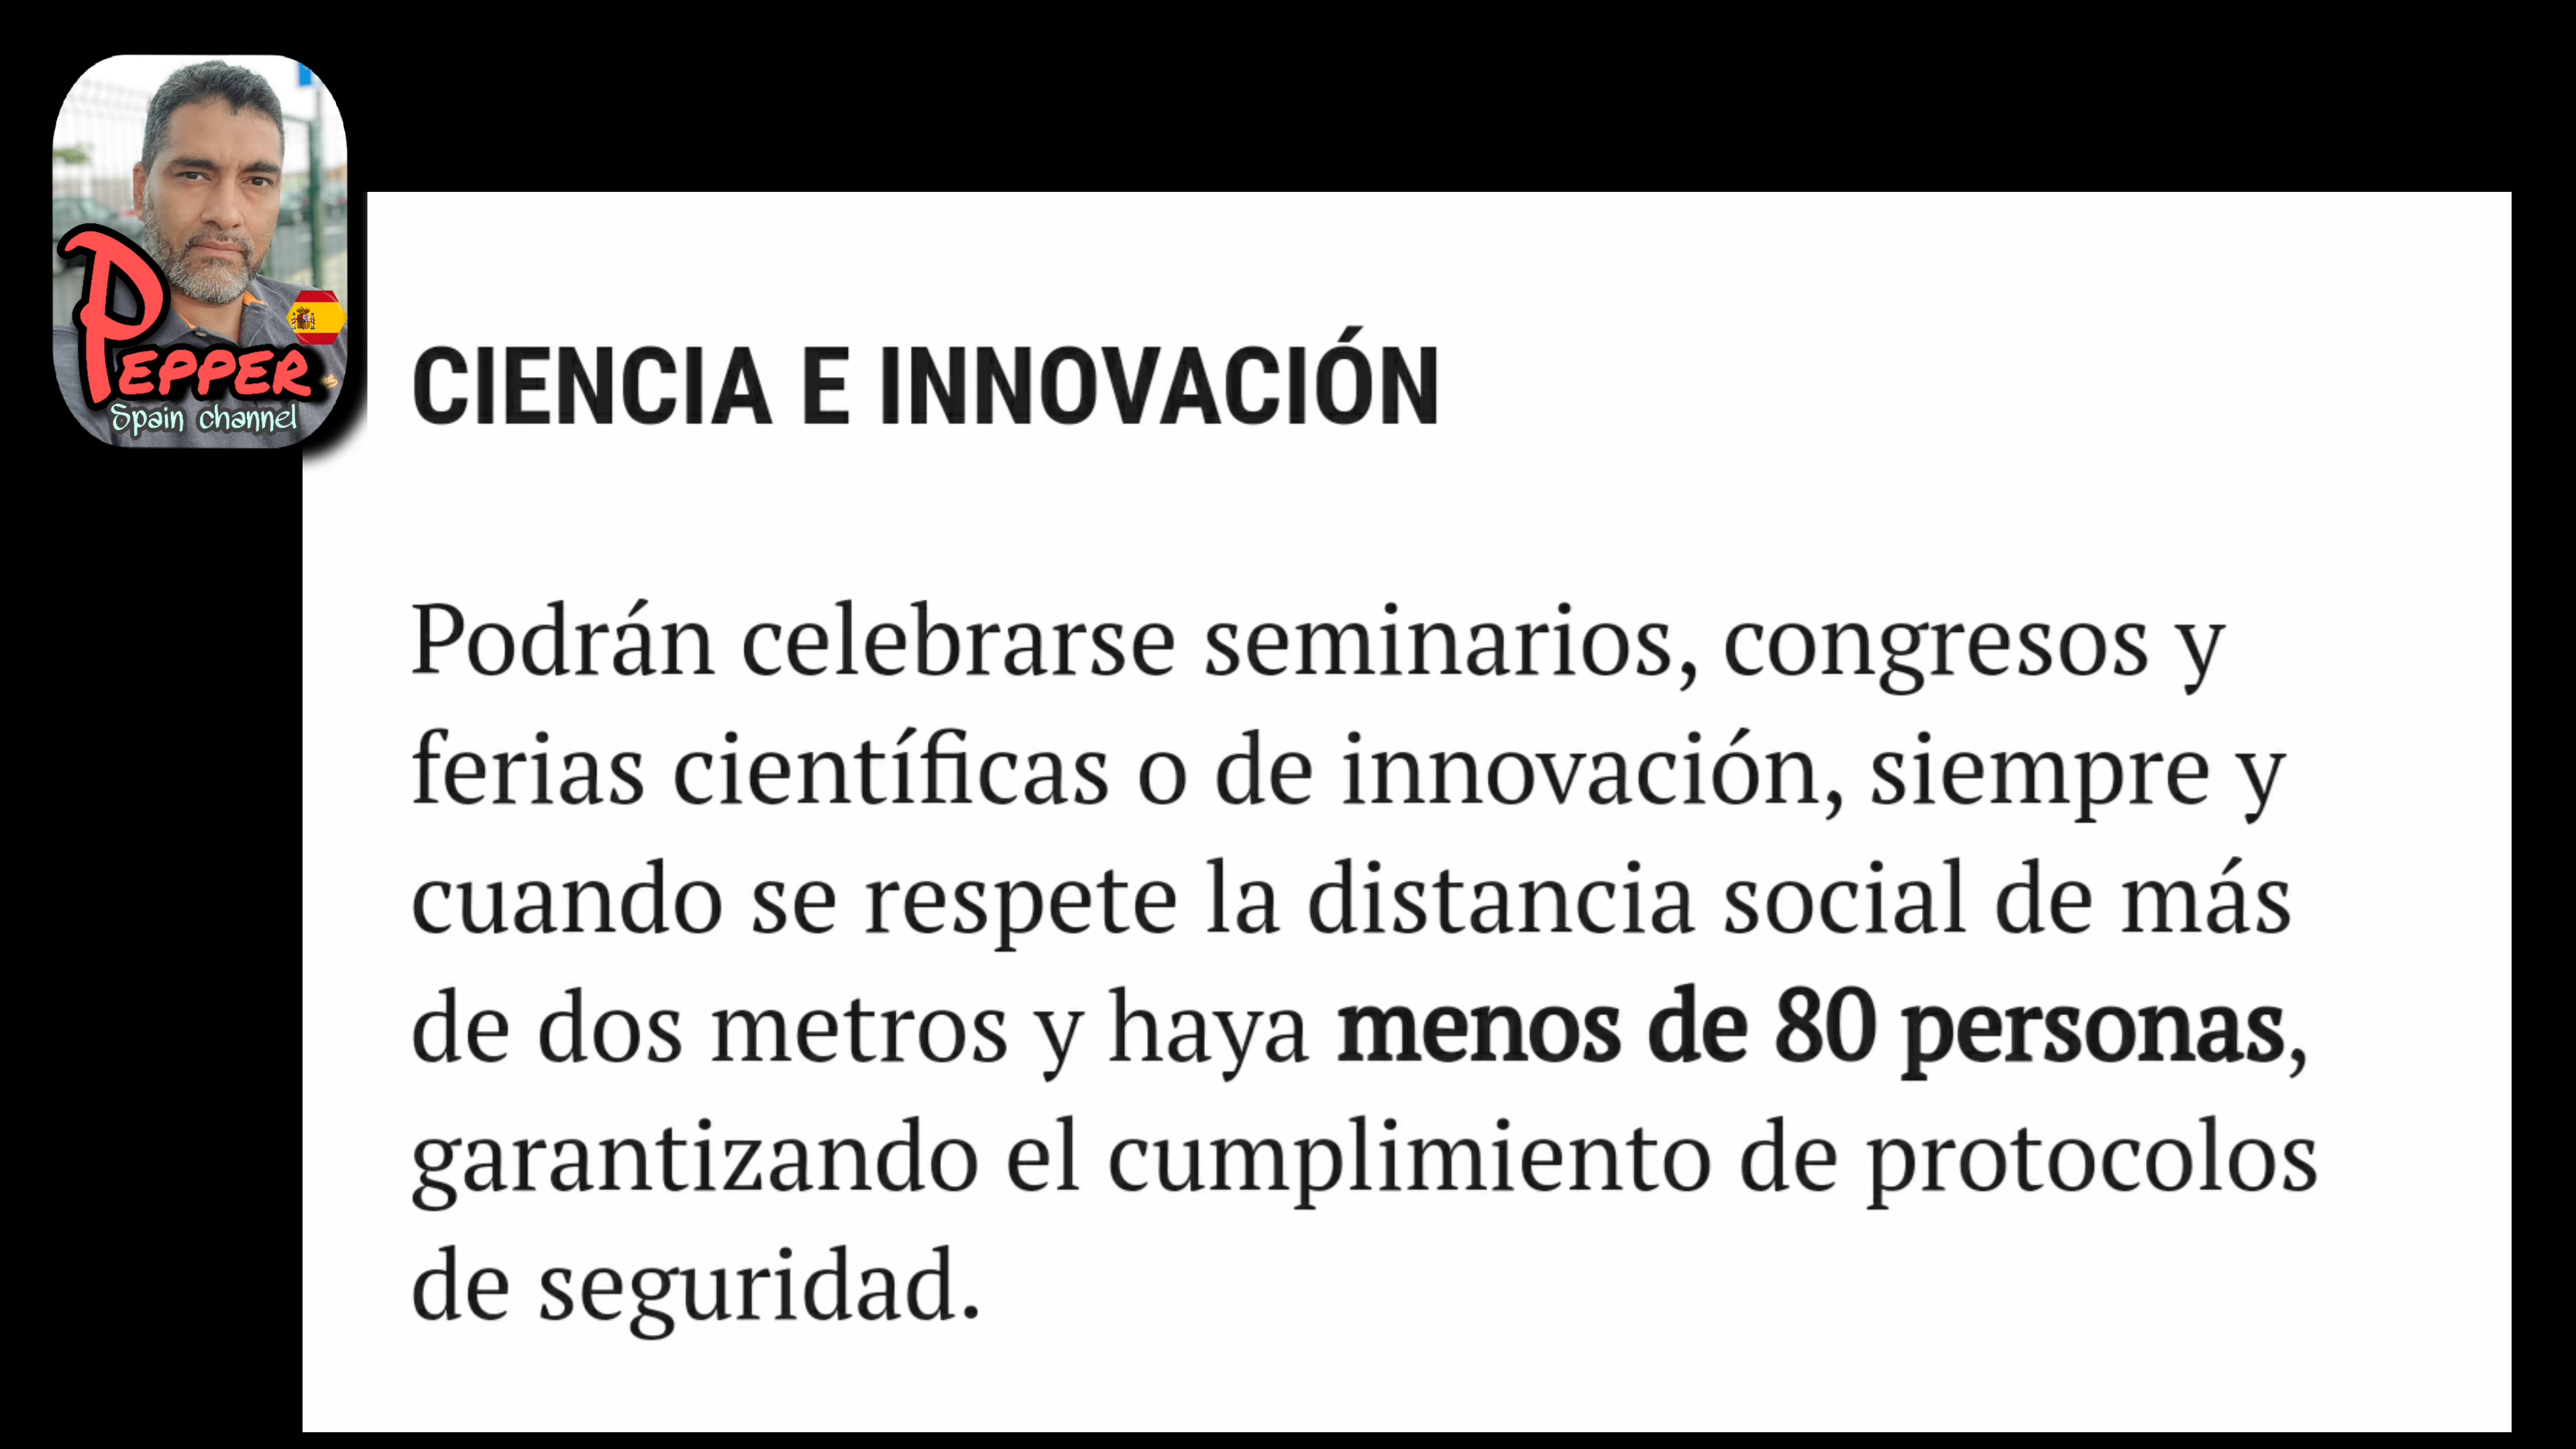 PEPPER
Spain channel
CIENCIA E INNOVACIÓN
Podrán celebrarse seminarios, congresos y
ferias científicas o de innovación, siempre y
cuando se respete la distancia social de más
de dos metros y haya menos de 80 personas,
garantizando el cumplimiento de protocolos
de seguridad.